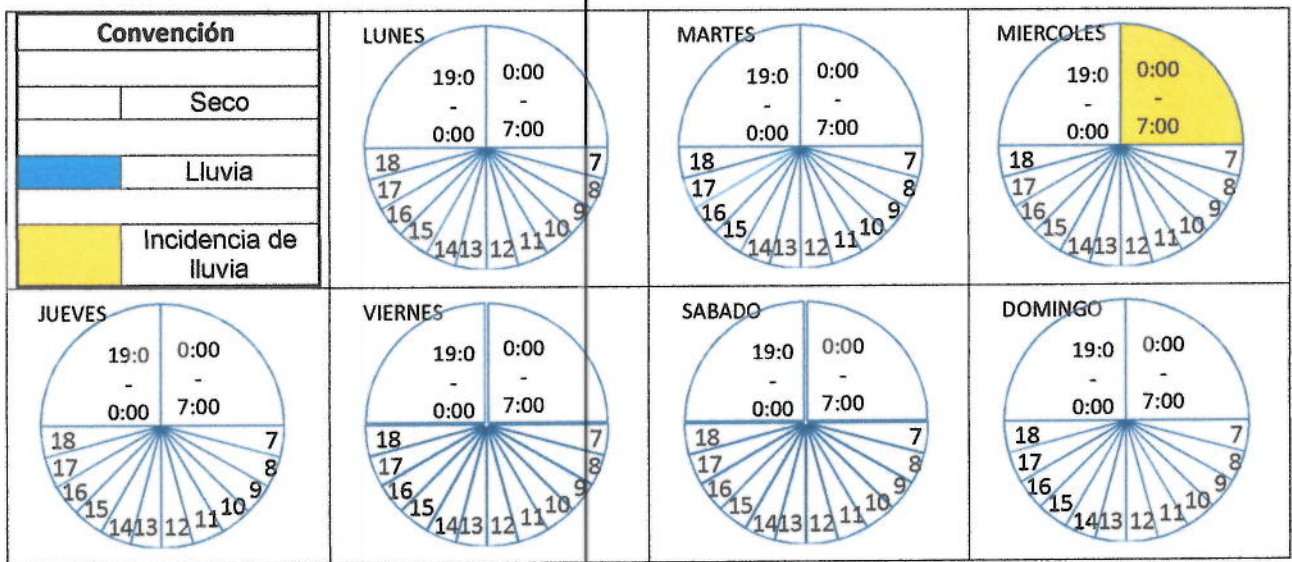 Convención
Seco
Lluvia
Incidencia de
lluvia
LUNES
19:0 0:00
- -
0:00 7:00
18 7
17 8
16 9
15 10
14 13 12 11
MARTES
19:0 0:00
- -
0:00 7:00
18 7
17 8
16 9
15 10
14 13 12 11
MIERCOLES
19:0 0:00
- -
0:00 7:00
18 7
17 8
16 9
15 10
14 13 12 11
JUEVES
19:0 0:00
- -
0:00 7:00
18 7
17 8
16 9
15 10
14 13 12 11
VIERNES
19:0 0:00
- -
0:00 7:00
18 7
17 8
16 9
15 10
14 13 12 11
SABADO
19:0 0:00
- -
0:00 7:00
18 7
17 8
16 9
15 10
14 13 12 11
DOMINGO
19:0 0:00
- -
0:00 7:00
18 7
17 8
16 9
15 10
14 13 12 11